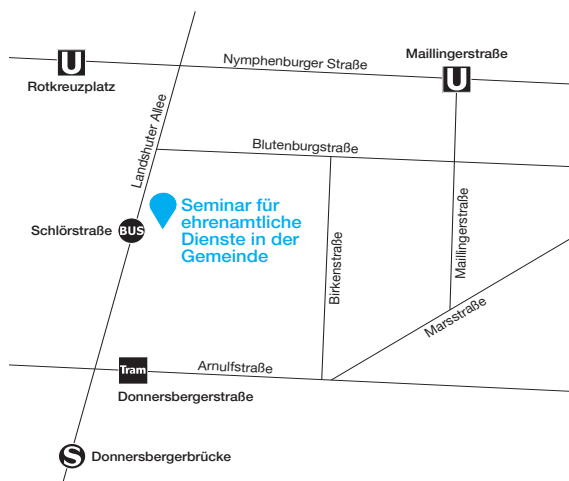 Maillingerstraße
Nymphenburger Straße
U
U
Rotkreuzplatz
Landshuter Allee
Blutenburgstraße
Seminar für
ehrenamtliche
Dienste in der
Gemeinde
Schlörstraße
BUS
Birkenstraße
Maillingerstraße
Marsstraße
Arnulfstraße
Tram
Donnersbergerstraße
S
Donnersbergerbrücke